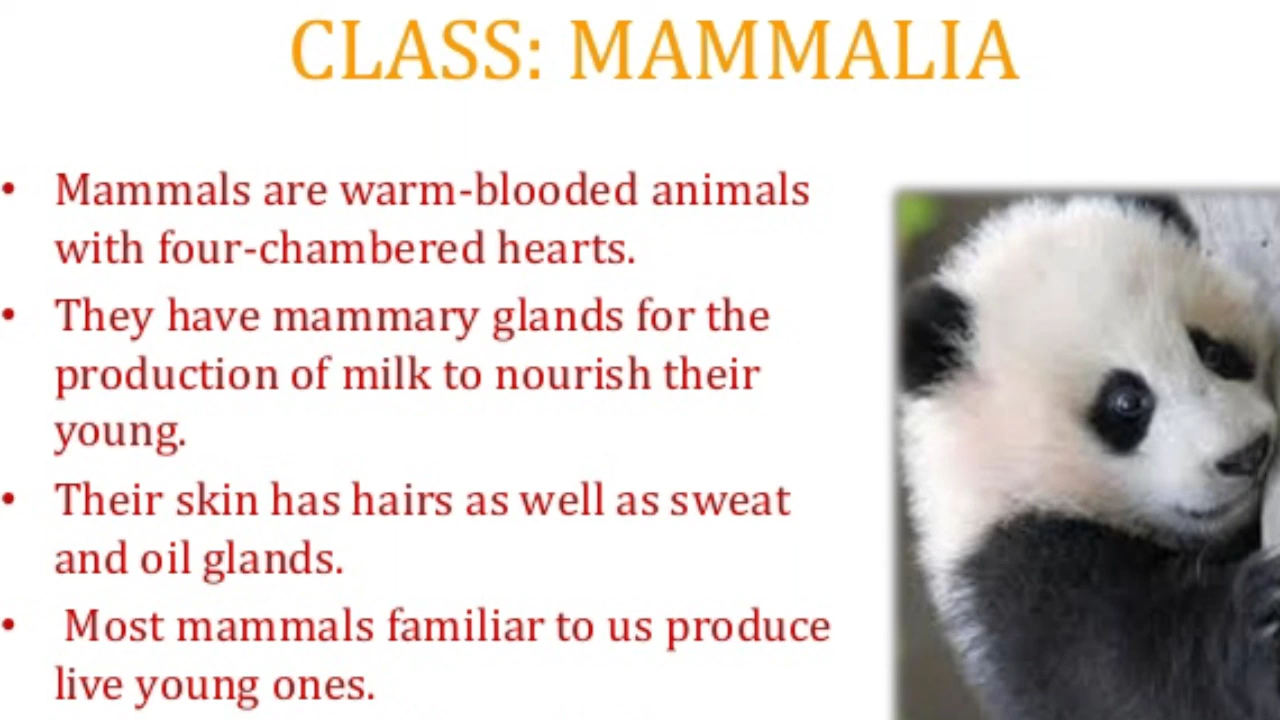 CLASS: MAMMALIA
• Mammals are warm-blooded animals
with four-chambered hearts.
• They have mammary glands for the
production of milk to nourish their
young.
• Their skin has hairs as well as sweat
and oil glands.
• Most mammals familiar to us produce
live young ones.